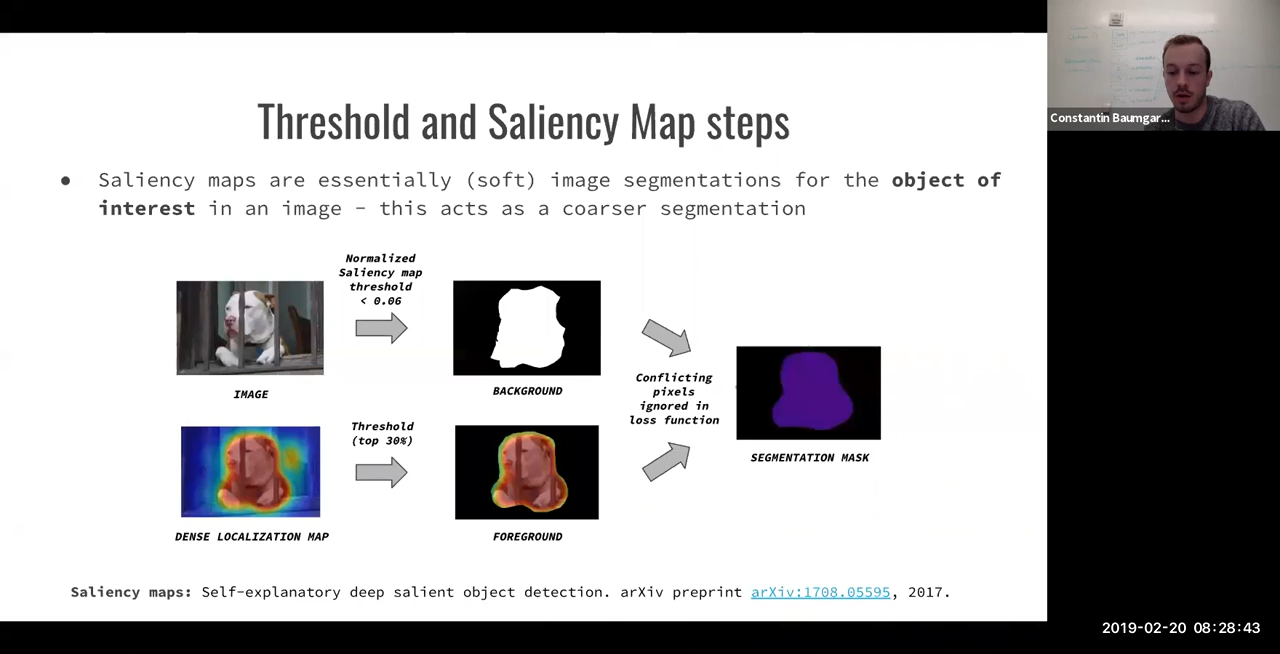 Threshold and Saliency Map steps
● Saliency maps are essentially (soft) image segmentations for the object of
interest in an image – this acts as a coarser segmentation
Normalized
Saliency map
threshold
< 0.06
IMAGE
BACKGROUND
Conflicting
pixels
ignored in
loss function
Threshold
(top 30%)
SEGMENTATION MASK
DENSE LOCALIZATION MAP
FOREGROUND
Saliency maps: Self-explanatory deep salient object detection. arXiv preprint arXiv:1708.05595, 2017.
Constantin Baumgar...
2019-02-20 08:28:43